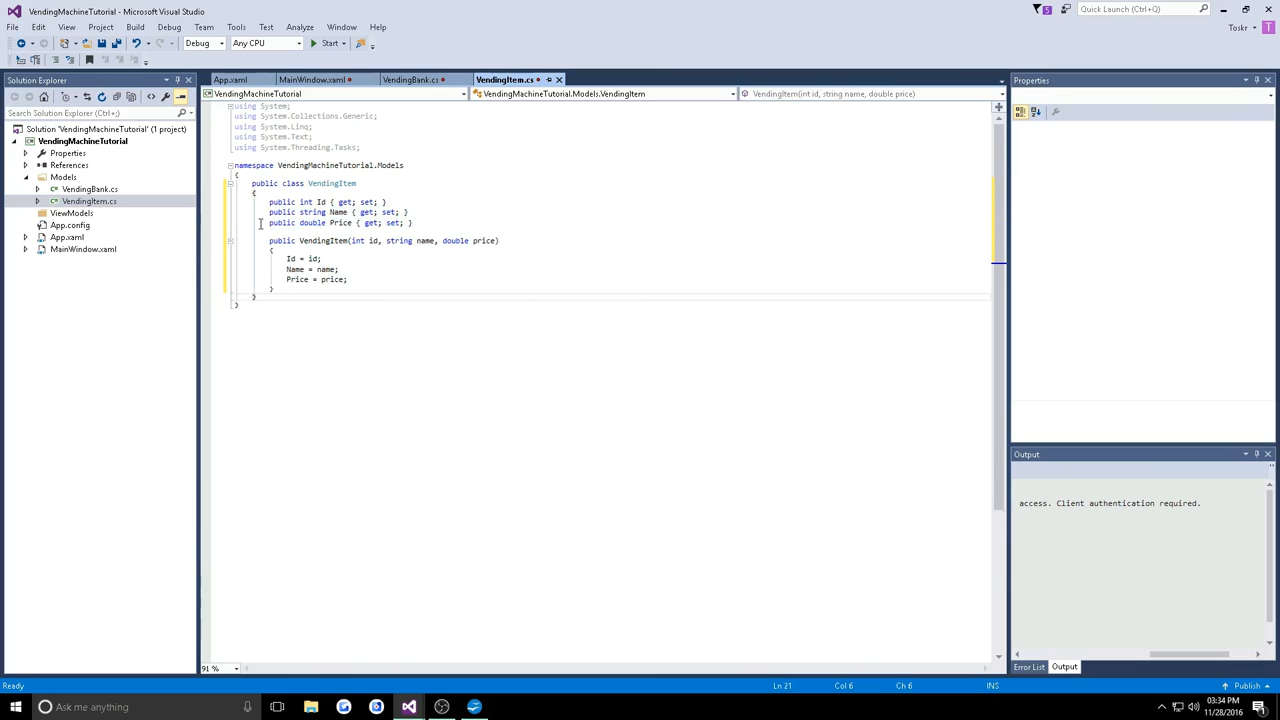 VendingMachineTutorial - Microsoft Visual Studio
5
Quick Launch (Ctrl+Q)
File Edit View Project Build Debug Team Tools Test Analyze Window Help
Toskr T
Debug Any CPU Start
Solution Explorer
Search Solution Explorer (Ctrl+;)
Solution 'VendingMachineTutorial' (1 project)
VendingMachineTutorial
Properties
References
Models
VendingBank.cs
VendingItem.cs
ViewModels
App.config
App.xaml
MainWindow.xaml
App.xaml MainWindow.xaml VendingBank.cs VendingItem.cs
VendingMachineTutorial VendingMachineTutorial.Models.VendingItem VendingItem(int id, string name, double price)
using System;
using System.Collections.Generic;
using System.Linq;
using System.Text;
using System.Threading.Tasks;
namespace VendingMachineTutorial.Models
{
public class VendingItem
{
public int Id { get; set; }
public string Name { get; set; }
public double Price { get; set; }
public VendingItem(int id, string name, double price)
{
Id = id;
Name = name;
Price = price;
}
}
}
91 %
Properties
Output
access. Client authentication required.
Error List Output
Ready Ln 21 Col 6 Ch 6 INS Publish
Ask me anything
03:34 PM
11/28/2016
1